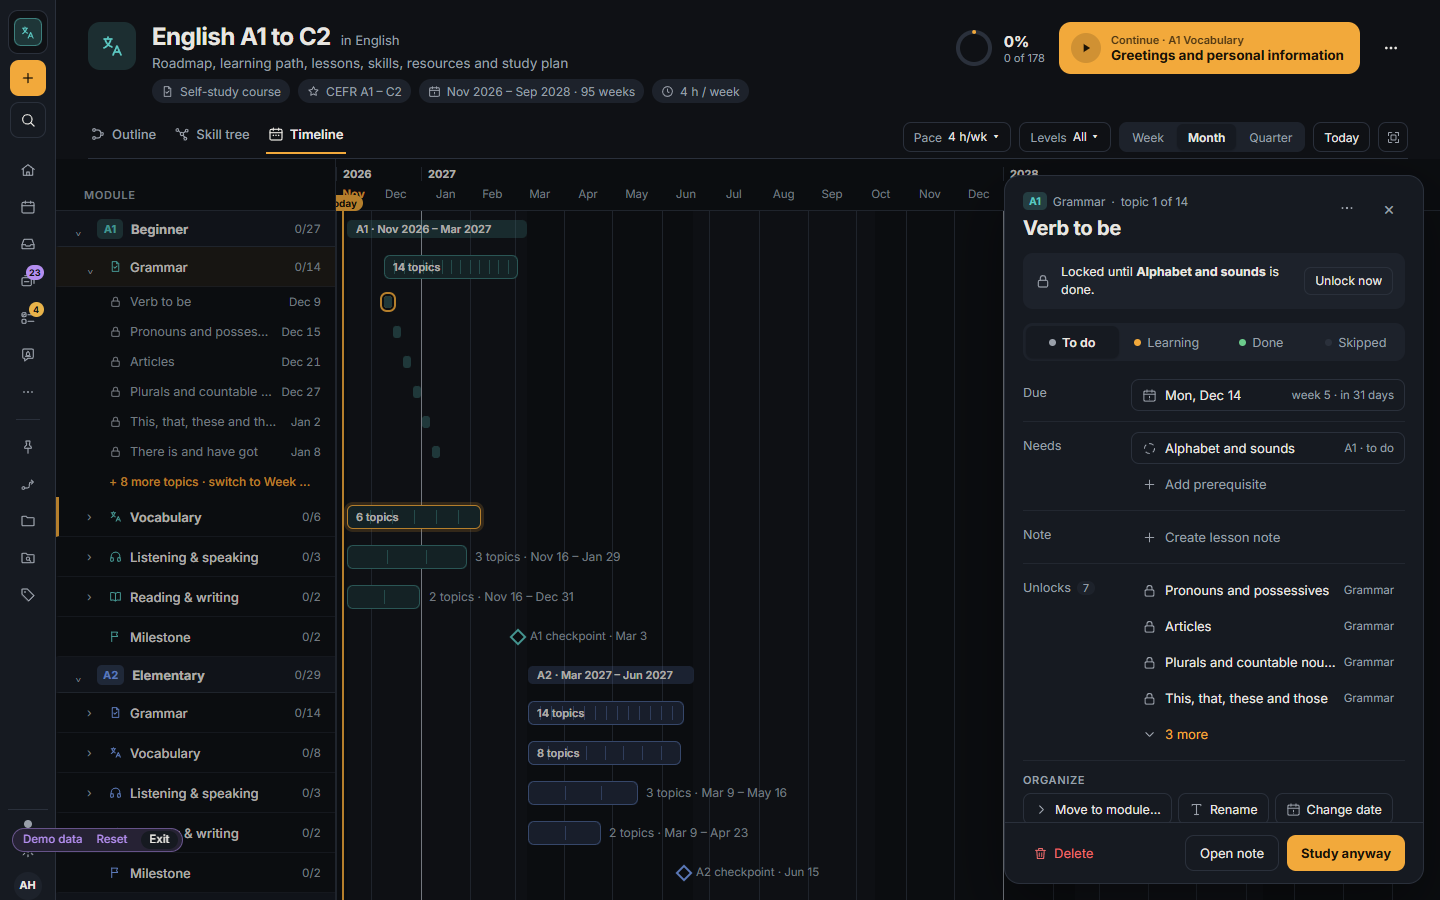 English A1 to C2 in English
Roadmap, learning path, lessons, skills, resources and study plan
Self-study course
CEFR A1 – C2
Nov 2026 – Sep 2028 · 95 weeks
4 h / week
0%
0 of 178
Continue · A1 Vocabulary
Greetings and personal information
Outline
Skill tree
Timeline
Pace 4 h/wk
Levels All
Week
Month
Quarter
Today
23
4
MODULE
2026
2027
2028
Nov
Dec
Jan
Feb
Mar
Apr
May
Jun
Jul
Aug
Sep
Oct
Nov
Dec
oday
A1 Beginner 0/27
A1 · Nov 2026 – Mar 2027
Grammar 0/14
14 topics
Verb to be Dec 9
Pronouns and posses... Dec 15
Articles Dec 21
Plurals and countable ... Dec 27
This, that, these and th... Jan 2
There is and have got Jan 8
+ 8 more topics · switch to Week ...
Vocabulary 0/6
6 topics
Listening & speaking 0/3
3 topics · Nov 16 – Jan 29
Reading & writing 0/2
2 topics · Nov 16 – Dec 31
Milestone 0/2
A1 checkpoint · Mar 3
A2 Elementary 0/29
A2 · Mar 2027 – Jun 2027
Grammar 0/14
14 topics
Vocabulary 0/8
8 topics
Listening & speaking 0/3
3 topics · Mar 9 – May 16
& writing 0/2
2 topics · Mar 9 – Apr 23
Milestone 0/2
A2 checkpoint · Jun 15
Demo data
Reset
Exit
AH
A1 Grammar · topic 1 of 14
Verb to be
Locked until Alphabet and sounds is
done.
Unlock now
To do
Learning
Done
Skipped
Due
Mon, Dec 14
week 5 · in 31 days
Needs
Alphabet and sounds
A1 · to do
Add prerequisite
Note
Create lesson note
Unlocks 7
Pronouns and possessives Grammar
Articles Grammar
Plurals and countable nou... Grammar
This, that, these and those Grammar
3 more
ORGANIZE
Move to module...
Rename
Change date
Delete
Open note
Study anyway